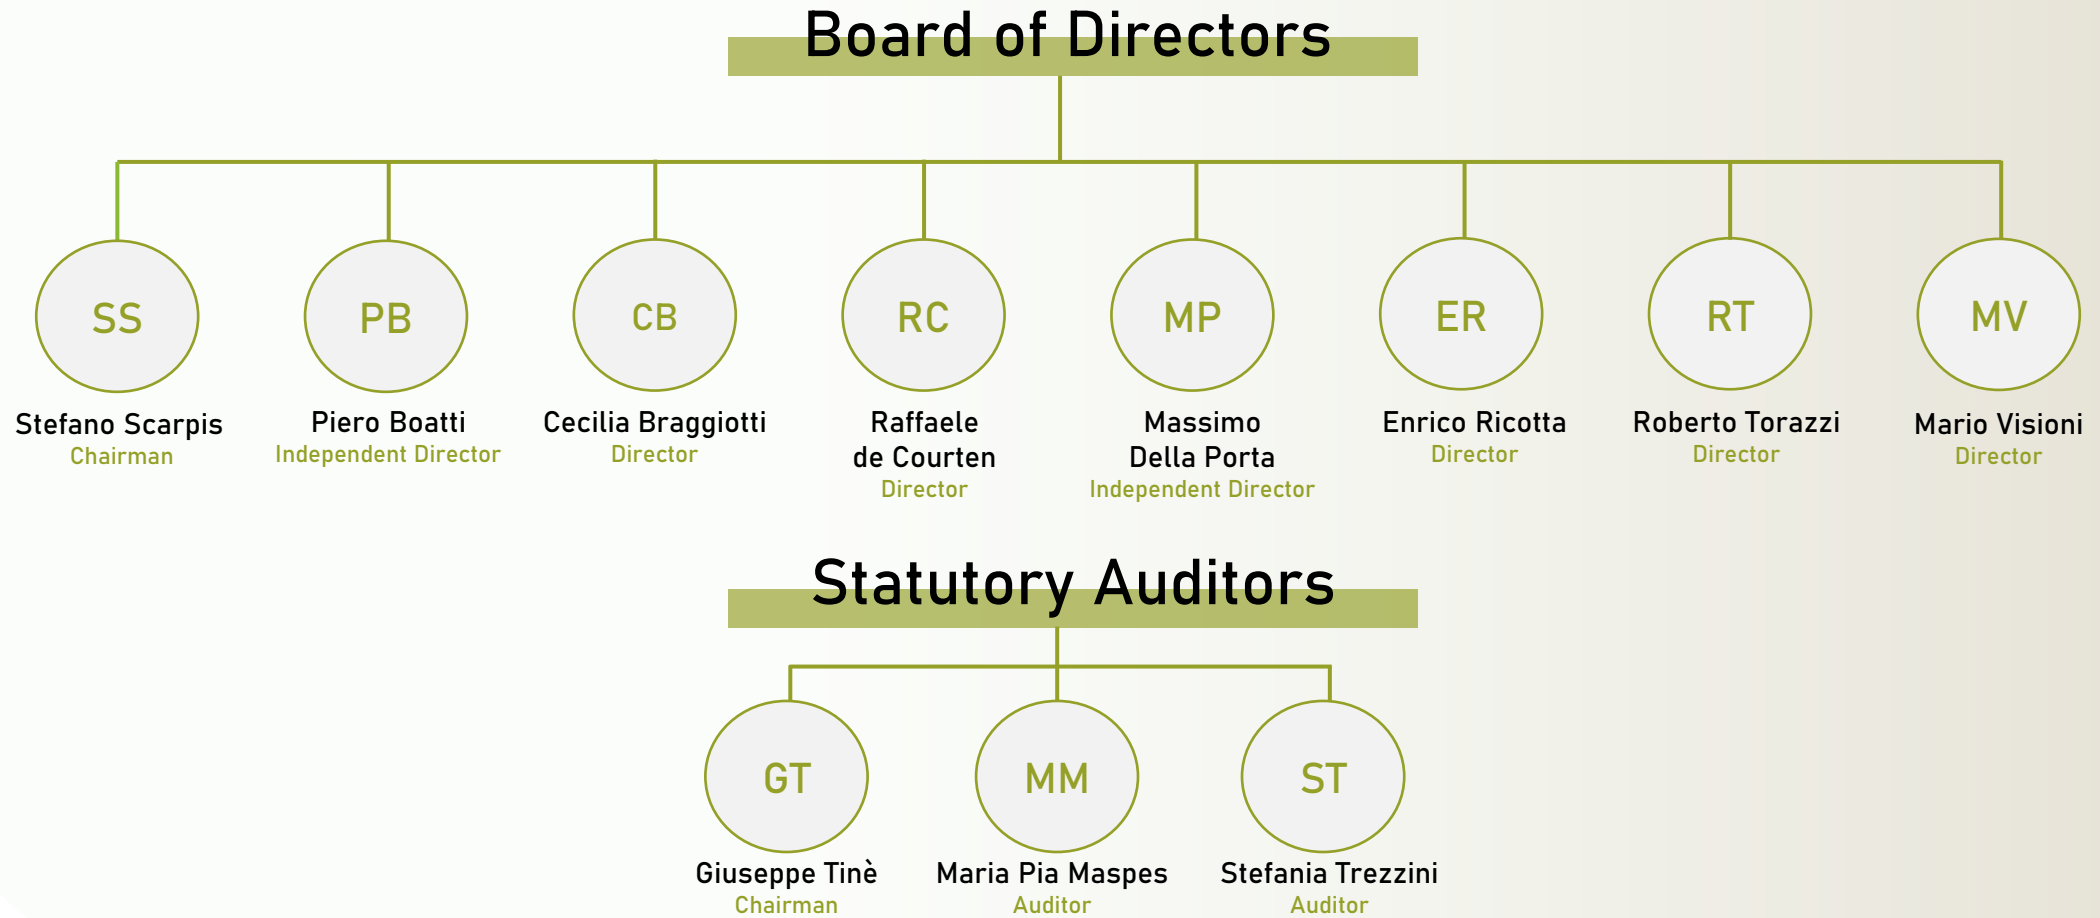 Board of Directors
SS
PB
CB
RC
MP
ER
RT
MV
Stefano Scarpis
Chairman
Piero Boatti
Independent Director
Cecilia Braggiotti
Director
Raffaele
de Courten
Director
Massimo
Della Porta
Independent Director
Enrico Ricotta
Director
Roberto Torazzi
Director
Mario Visioni
Director
Statutory Auditors
GT
MM
ST
Giuseppe Tinè
Chairman
Maria Pia Maspes
Auditor
Stefania Trezzini
Auditor